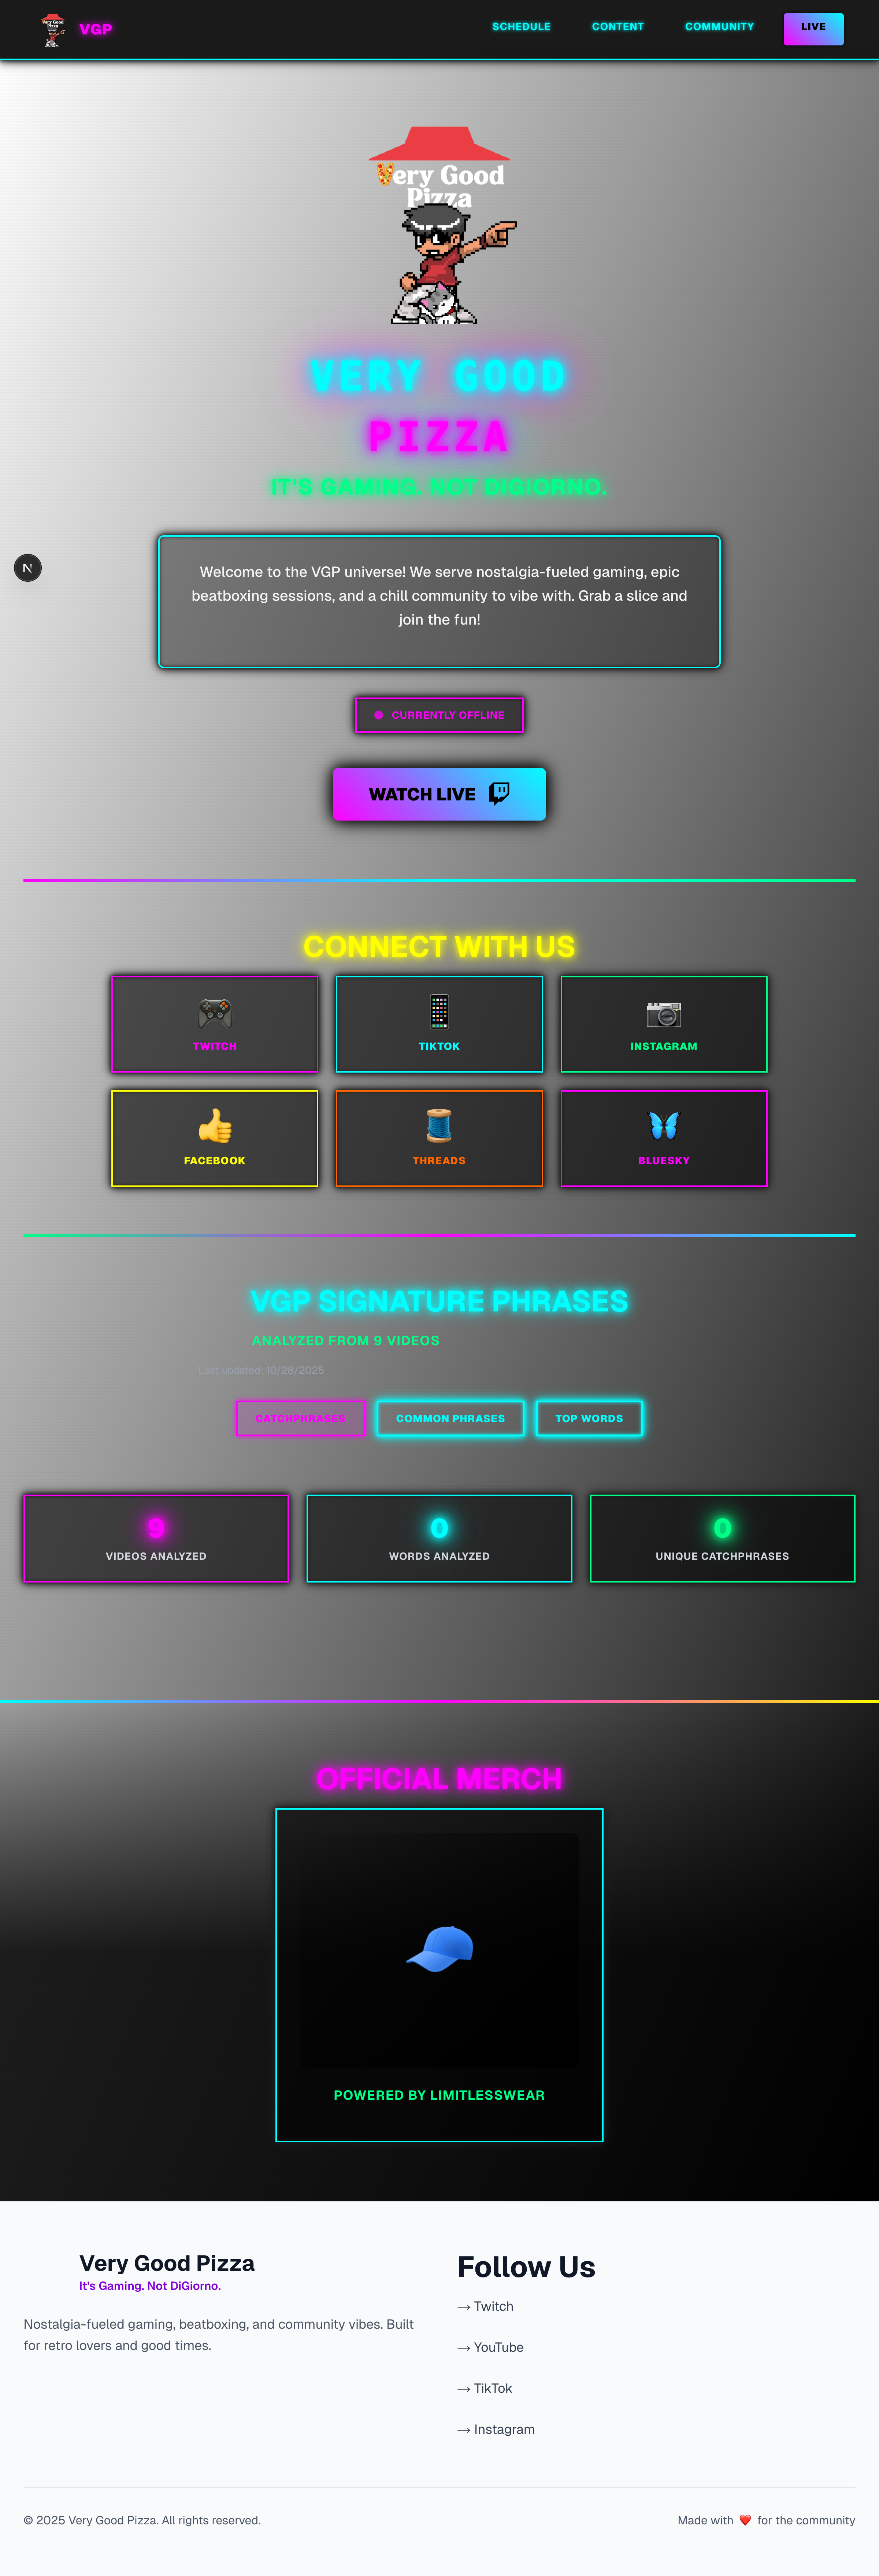 Very Good
Pizza
VGP
SCHEDULE
CONTENT
COMMUNITY
LIVE
ery Good
Pizza
VERY GOOD
PIZZA
IT'S GAMING. NOT DIGIORNO.
N
Welcome to the VGP universe! We serve nostalgia-fueled gaming, epic
beatboxing sessions, and a chill community to vibe with. Grab a slice and
join the fun!
CURRENTLY OFFLINE
WATCH LIVE
CONNECT WITH US
TWITCH
TIKTOK
INSTAGRAM
FACEBOOK
THREADS
BLUESKY
VGP SIGNATURE PHRASES
ANALYZED FROM 9 VIDEOS
Last updated: 10/28/2025
CATCHPHRASES
COMMON PHRASES
TOP WORDS
9
VIDEOS ANALYZED
0
WORDS ANALYZED
0
UNIQUE CATCHPHRASES
OFFICIAL MERCH
POWERED BY LIMITLESSWEAR
Very Good Pizza
It's Gaming. Not DiGiorno.
Nostalgia-fueled gaming, beatboxing, and community vibes. Built
for retro lovers and good times.
Follow Us
→ Twitch
→ YouTube
→ TikTok
→ Instagram
© 2025 Very Good Pizza. All rights reserved.
Made with ❤️ for the community